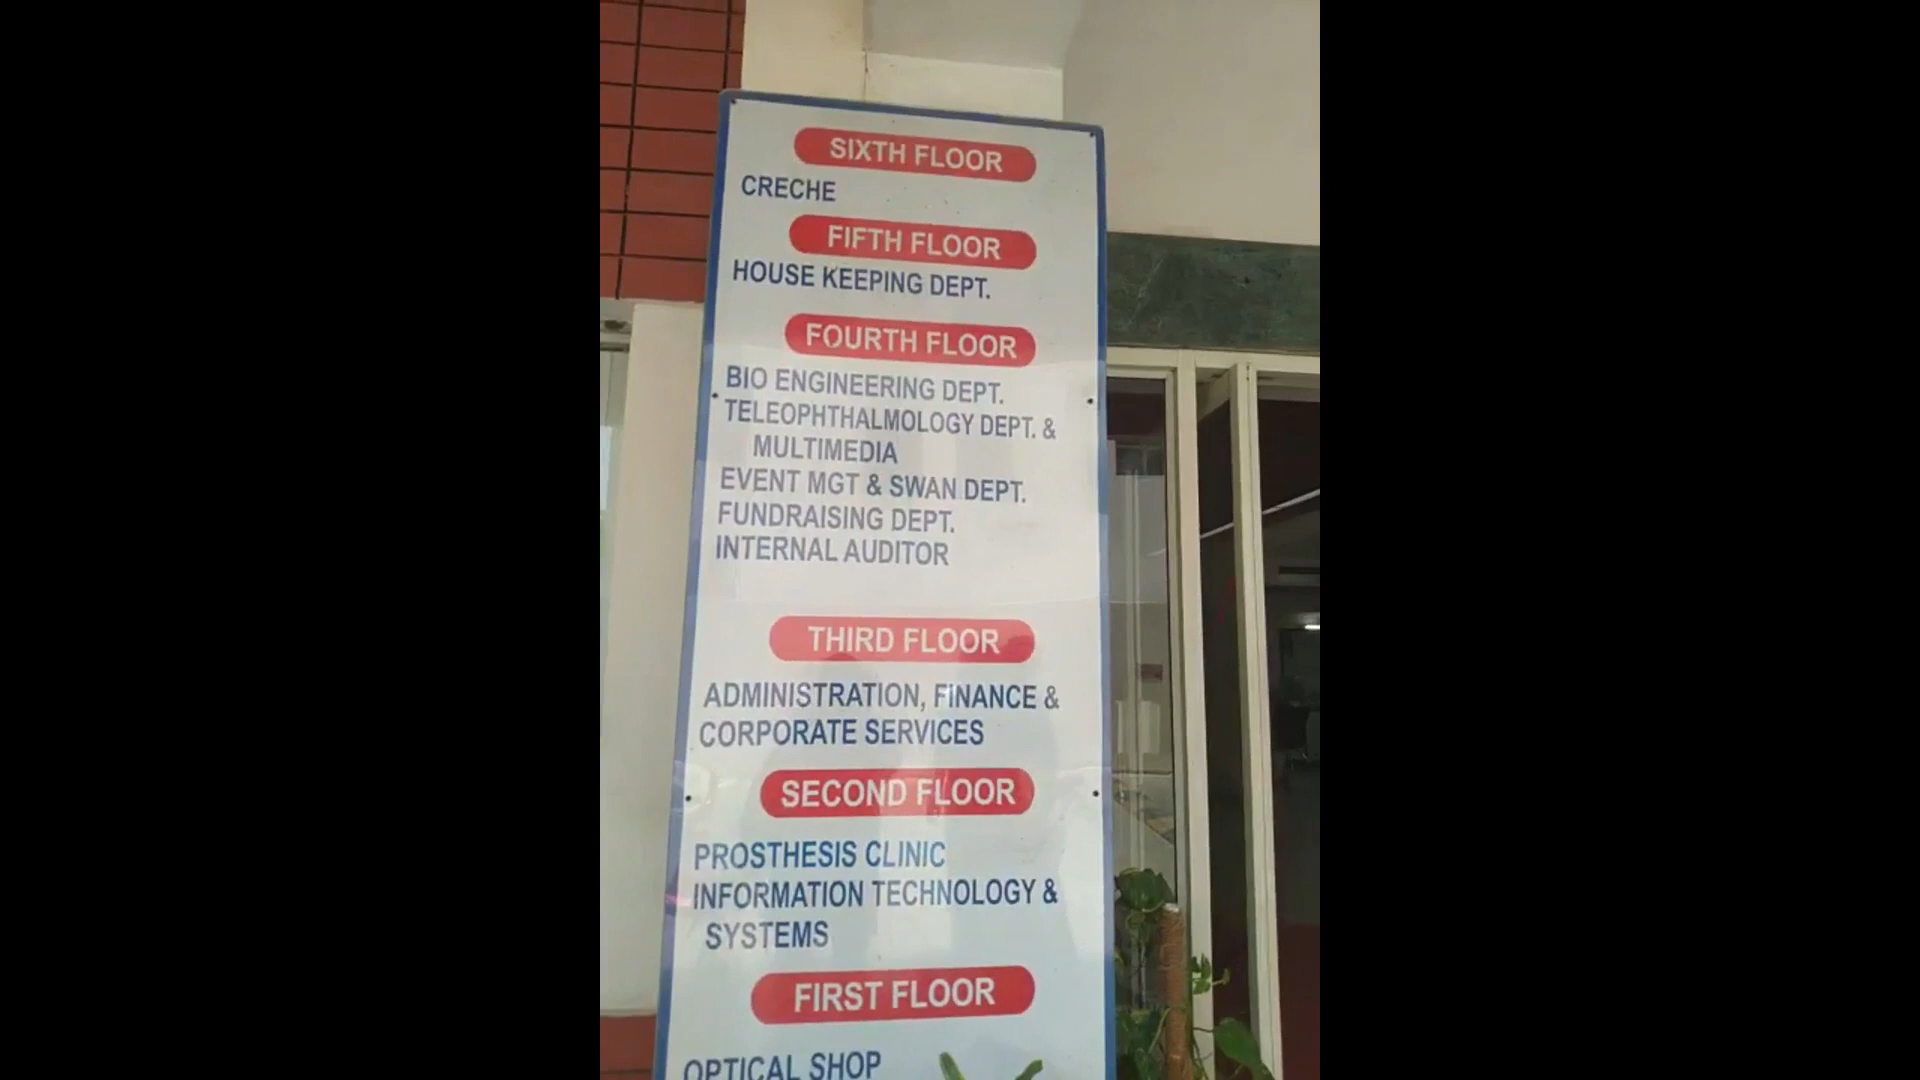 SIXTH FLOOR
CRECHE
FIFTH FLOOR
HOUSE KEEPING DEPT.
FOURTH FLOOR
BIO ENGINEERING DEPT.
TELEOPHTHALMOLOGY DEPT. &
MULTIMEDIA
EVENT MGT & SWAN DEPT.
FUNDRAISING DEPT.
INTERNAL AUDITOR
THIRD FLOOR
ADMINISTRATION, FINANCE &
CORPORATE SERVICES
SECOND FLOOR
PROSTHESIS CLINIC
INFORMATION TECHNOLOGY &
SYSTEMS
FIRST FLOOR
OPTICAL SHOP